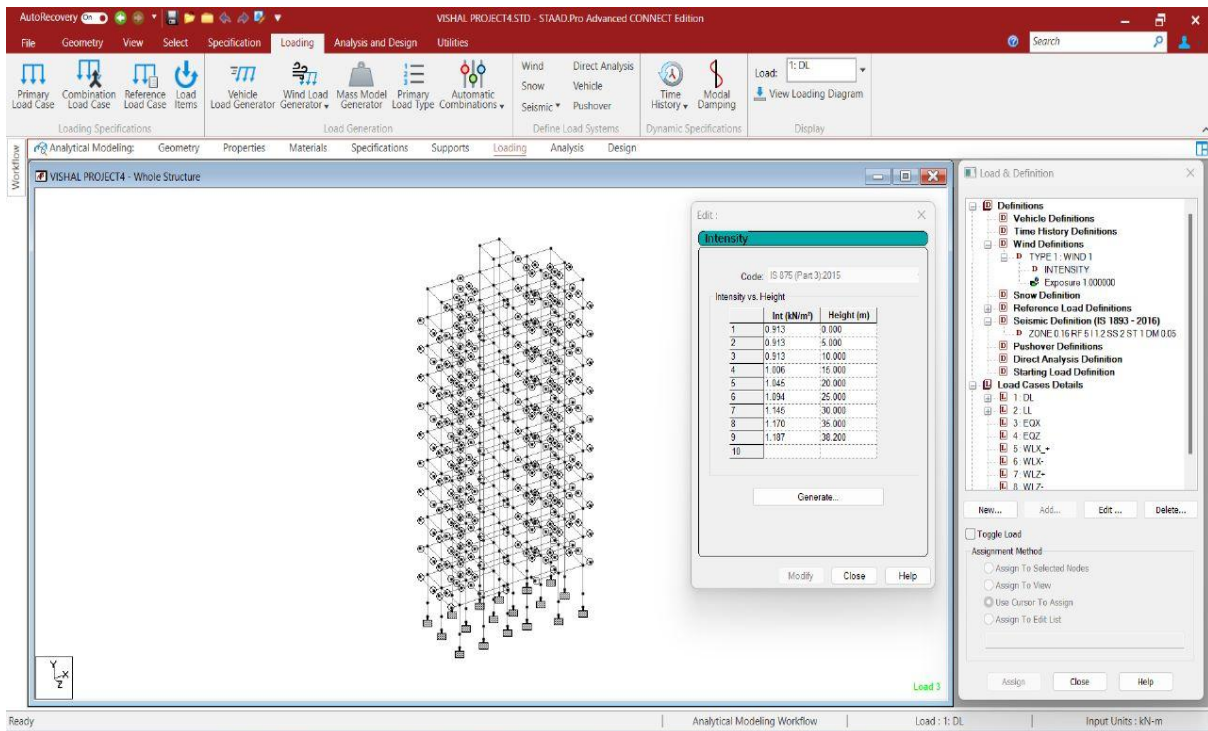 AutoRecovery On VISHAL PROJECT4.STD - STAAD.Pro Advanced CONNECT Edition
File Geometry View Select Specification Loading Analysis and Design Utilities Search
Primary Load Case
Combination Load Case
Reference Load Case
Load Items
Loading Specifications
Vehicle Load Generator
Wind Load Generator
Mass Model Generator
Primary Load Type
Automatic Combinations
Load Generation
Wind Direct Analysis
Snow Vehicle
Seismic Pushover
Define Load Systems
Time History
Modal Damping
Dynamic Specifications
Load: 1: DL
View Loading Diagram
Display
Workflow
Analytical Modeling: Geometry Properties Materials Specifications Supports Loading Analysis Design
VISHAL PROJECT4 - Whole Structure
Y
X
Z
Load 3
Edit :
Intensity
Code: IS 875 (Part 3):2015
Intensity vs. Height
Int (kN/m²) Height (m)
1 0.913 0.000
2 0.913 5.000
3 0.913 10.000
4 1.006 15.000
5 1.045 20.000
6 1.094 25.000
7 1.145 30.000
8 1.170 35.000
9 1.187 38.200
10
Generate...
Modify Close Help
Load & Definition
D Definitions
D Vehicle Definitions
D Time History Definitions
D Wind Definitions
D TYPE 1: WIND 1
D INTENSITY
Exposure 1.000000
D Snow Definition
D Reference Load Definitions
D Seismic Definition (IS 1893 - 2016)
D ZONE 0.16 RF 5 I 1.2 SS 2 ST 1 DM 0.05
D Pushover Definitions
D Direct Analysis Definition
D Starting Load Definition
L Load Cases Details
L 1: DL
L 2: LL
L 3: EQX
L 4: EQZ
L 5: WLX_+
L 6: WLX-
L 7: WLZ+
L 8: WLZ-
New... Add... Edit ... Delete...
Toggle Load
Assignment Method
Assign To Selected Nodes
Assign To View
Use Cursor To Assign
Assign To Edit List
Assign Close Help
Ready Analytical Modeling Workflow Load : 1: DL Input Units : kN-m